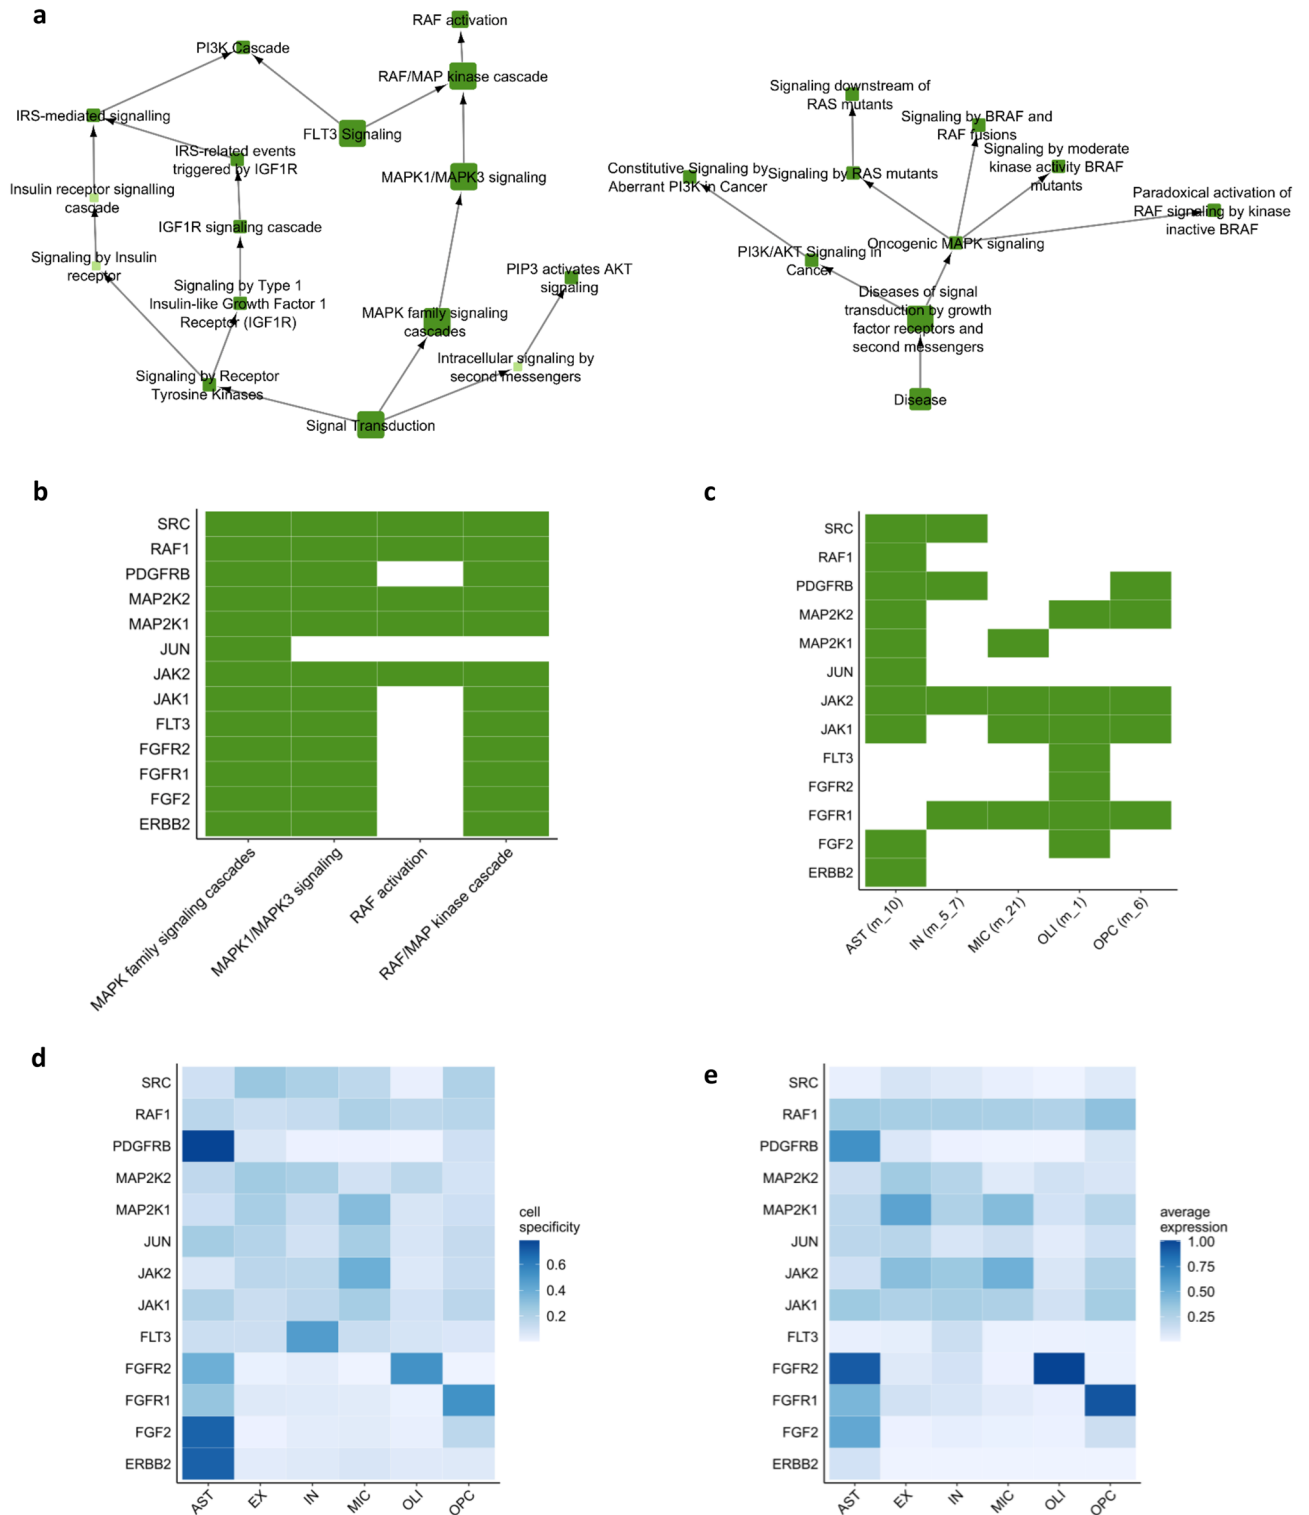 a
RAF activation
PI3K Cascade
RAF/MAP kinase cascade
IRS-mediated signalling
FLT3 Signaling
IRS-related events
triggered by IGF1R
MAPK1/MAPK3 signaling
Insulin receptor signalling
cascade
IGF1R signaling cascade
Signaling by Insulin
receptor
Signaling by Type 1
Insulin-like Growth Factor 1
Receptor (IGF1R)
PIP3 activates AKT
signaling
MAPK family signaling
cascades
Intracellular signaling by
second messengers
Signaling by Receptor
Tyrosine Kinases
Signal Transduction
Signaling downstream of
RAS mutants
Signaling by BRAF and
RAF fusions
Signaling by moderate
kinase activity BRAF
mutants
Constitutive Signaling by
Aberrant PI3K in Cancer
Signaling by RAS mutants
Paradoxical activation of
RAF signaling by kinase
inactive BRAF
Oncogenic MAPK signaling
PI3K/AKT Signaling in
Cancer
Diseases of signal
transduction by growth
factor receptors and
second messengers
Disease
b
SRC
RAF1
PDGFRB
MAP2K2
MAP2K1
JUN
JAK2
JAK1
FLT3
FGFR2
FGFR1
FGF2
ERBB2
MAPK family signaling cascades
MAPK1/MAPK3 signaling
RAF activation
RAF/MAP kinase cascade
c
SRC
RAF1
PDGFRB
MAP2K2
MAP2K1
JUN
JAK2
JAK1
FLT3
FGFR2
FGFR1
FGF2
ERBB2
AST (m_10)
IN (m_5_7)
MIC (m_21)
OLI (m_1)
OPC (m_6)
d
SRC
RAF1
PDGFRB
MAP2K2
MAP2K1
JUN
JAK2
JAK1
FLT3
FGFR2
FGFR1
FGF2
ERBB2
AST
EX
IN
MIC
OLI
OPC
cell
specificity
0.6
0.4
0.2
e
SRC
RAF1
PDGFRB
MAP2K2
MAP2K1
JUN
JAK2
JAK1
FLT3
FGFR2
FGFR1
FGF2
ERBB2
AST
EX
IN
MIC
OLI
OPC
average
expression
1.00
0.75
0.50
0.25